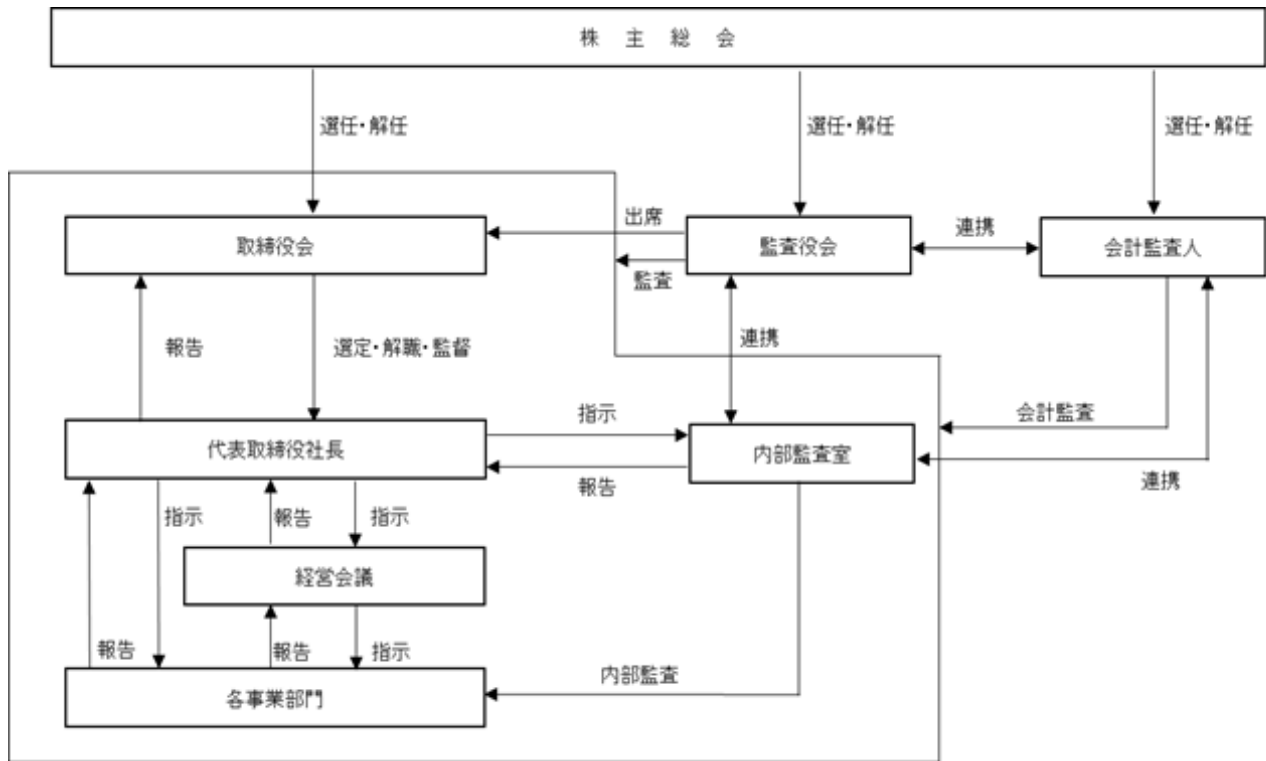 株 主 総 会
選任・解任
選任・解任
選任・解任
取締役会
出席
監査役会
連携
会計監査人
監査
報告
選定・解職・監督
連携
指示
会計監査
代表取締役社長
内部監査室
報告
連携
指示
報告
指示
経営会議
報告
報告
指示
内部監査
各事業部門